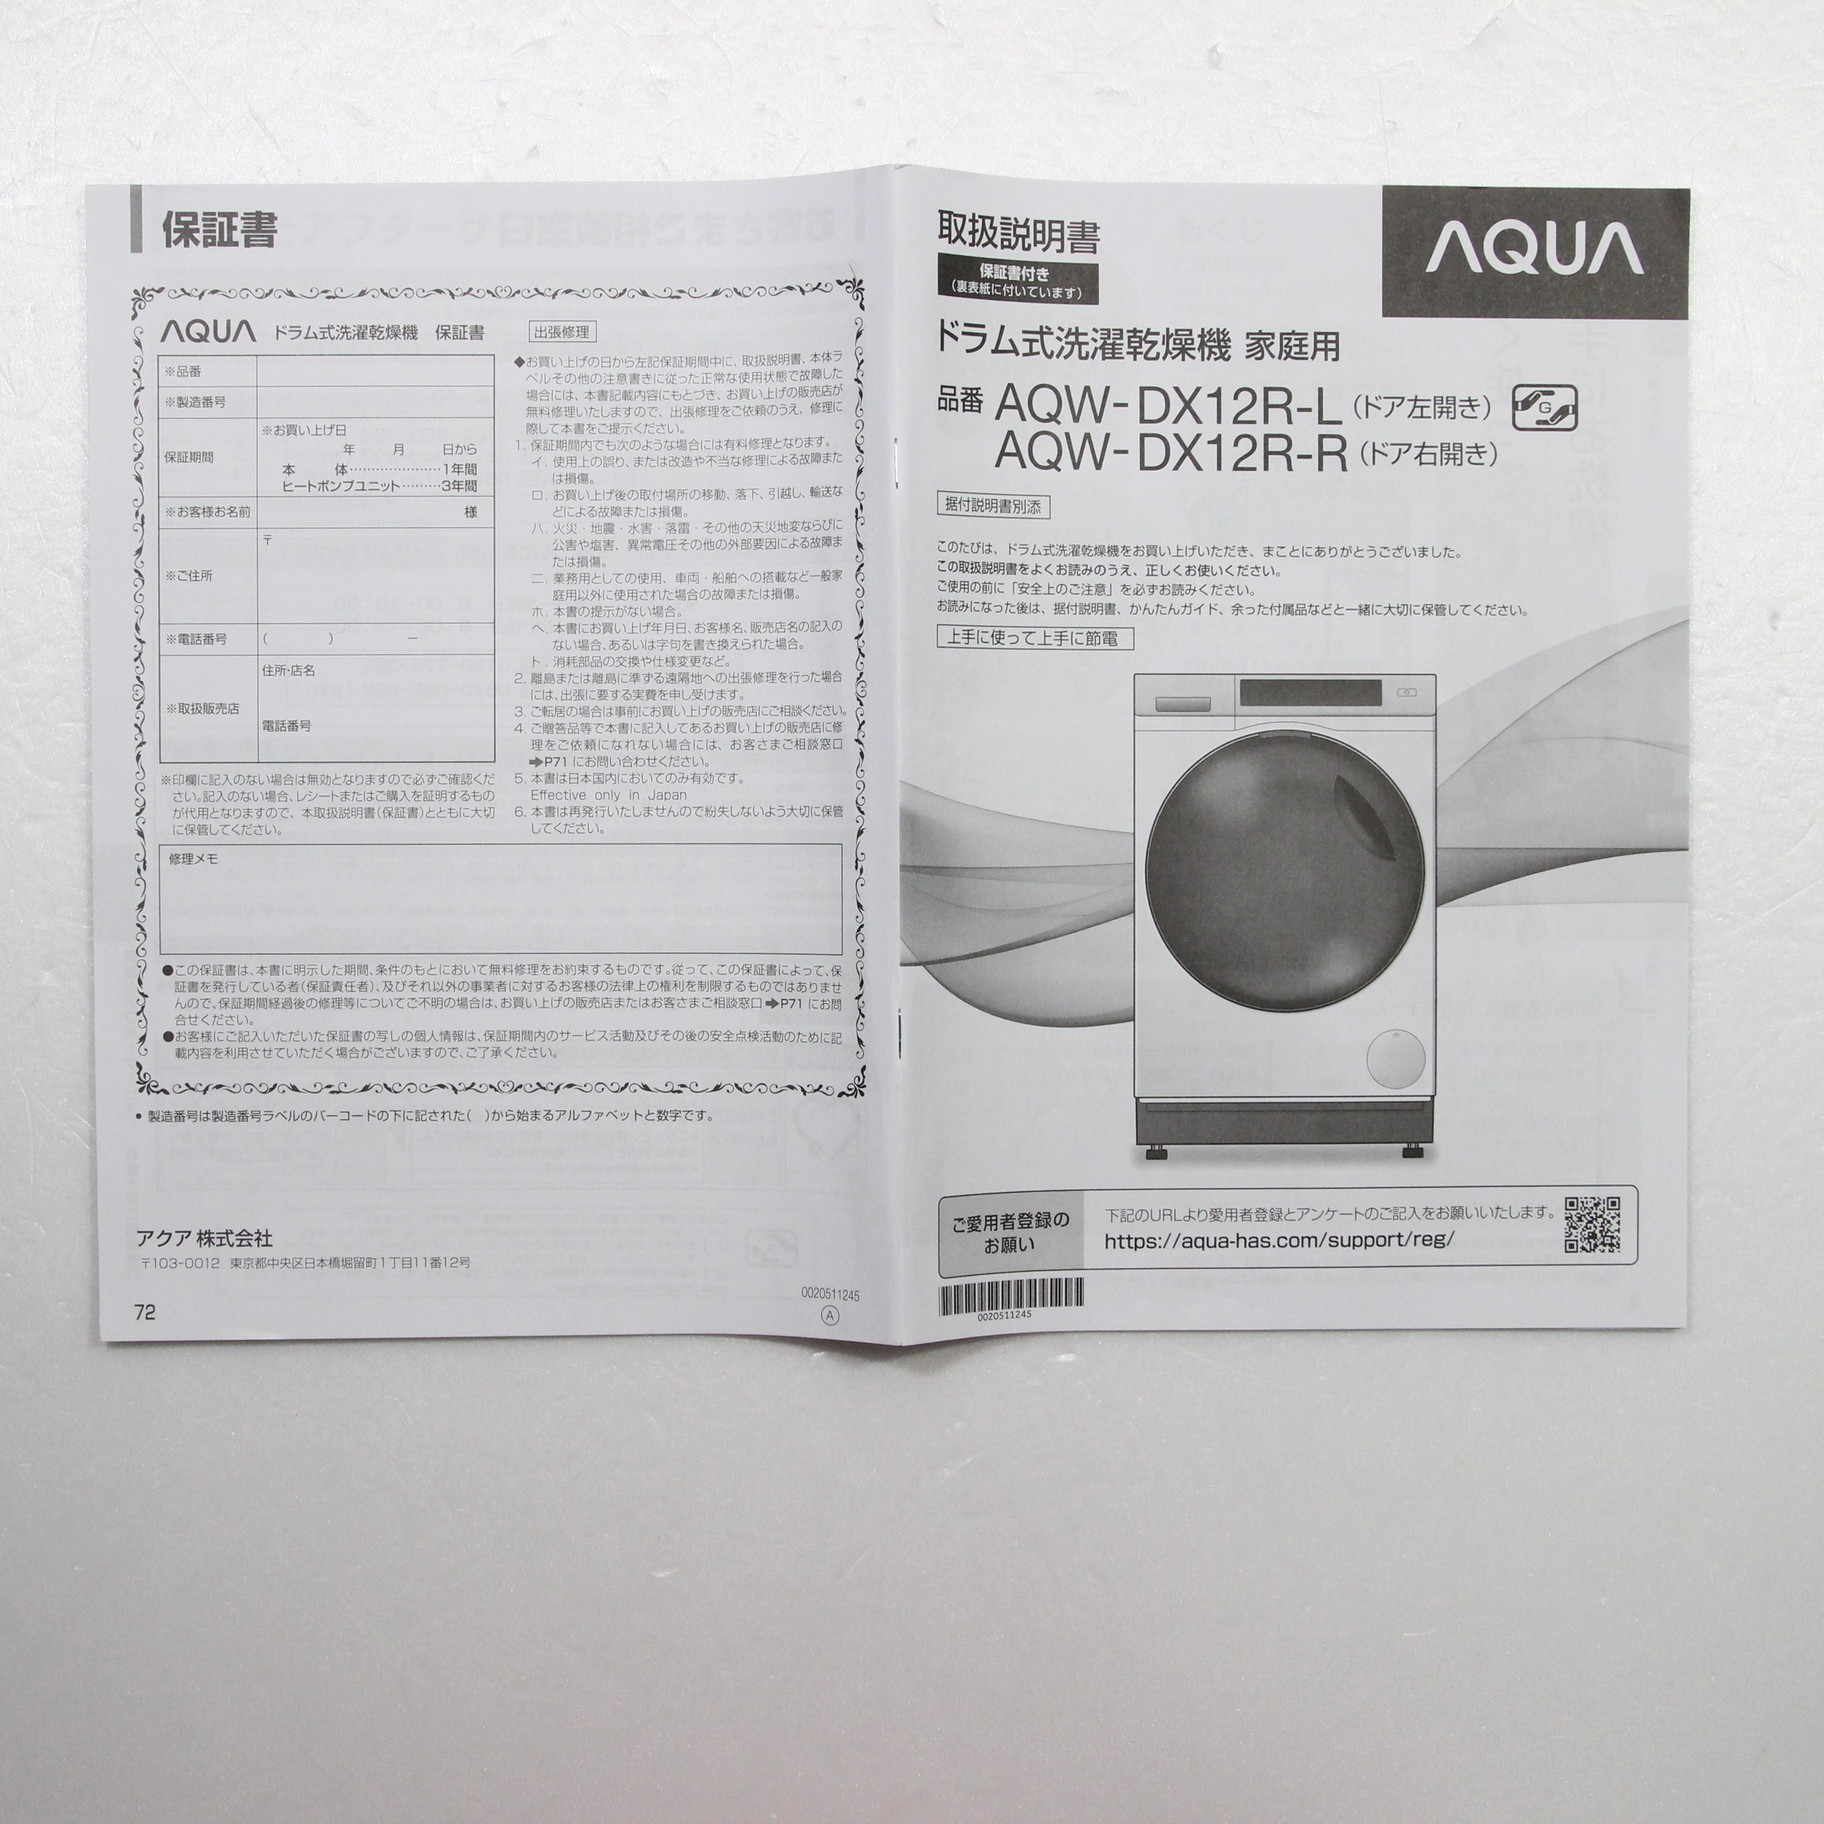 保証書
AQUA ドラム式洗濯乾燥機 保証書
※品番
※製造番号
保証期間
※お買い上げ日
年 月 日から
本 体‥‥‥‥‥‥‥1年間
ヒートポンプユニット‥‥‥3年間
※お客様お名前
様
※ご住所
〒
※電話番号
( ) −
※取扱販売店
住所・店名
電話番号
※印欄に記入のない場合は無効となりますので必ずご確認くだ
さい。記入のない場合、レシートまたはご購入を証明するもの
が代用となりますので、本取扱説明書(保証書)とともに大切
に保管してください。
出張修理
◆お買い上げの日から左記保証期間中に、取扱説明書、本体ラ
ベルその他の注意書きに従った正常な使用状態で故障した
場合には、本書記載内容にもとづき、お買い上げの販売店が
無料修理いたしますので、出張修理をご依頼のうえ、修理に
際して本書をご提示ください。
1. 保証期間内でも次のような場合には有料修理となります。
イ. 使用上の誤り、または改造や不当な修理による故障また
は損傷。
ロ. お買い上げ後の取付場所の移動、落下、引越し、輸送な
どによる故障または損傷。
ハ. 火災・地震・水害・落雷・その他の天災地変ならびに
公害や塩害、異常電圧その他の外部要因による故障ま
たは損傷。
ニ. 業務用としての使用、車両・船舶への搭載など一般家
庭用以外に使用された場合の故障または損傷。
ホ. 本書の提示がない場合。
ヘ. 本書にお買い上げ年月日、お客様名、販売店名の記入の
ない場合、あるいは字句を書き換えられた場合。
ト. 消耗部品の交換や仕様変更など。
2. 離島または離島に準ずる遠隔地への出張修理を行った場合
には、出張に要する実費を申し受けます。
3. ご転居の場合は事前にお買い上げの販売店にご相談ください。
4. ご贈答品等で本書に記入してあるお買い上げの販売店に修
理をご依頼になれない場合には、お客さまご相談窓口
➡P71 にお問い合わせください。
5. 本書は日本国内においてのみ有効です。
Effective only in Japan
6. 本書は再発行いたしませんので紛失しないよう大切に保管
してください。
修理メモ
●この保証書は、本書に明示した期間、条件のもとにおいて無料修理をお約束するものです。従って、この保証書によって、保
証書を発行している者(保証責任者)、及びそれ以外の事業者に対するお客様の法律上の権利を制限するものではありませ
んので、保証期間経過後の修理等についてご不明の場合は、お買い上げの販売店またはお客さまご相談窓口 ➡P71 にお問
合せください。
●お客様にご記入いただいた保証書の写しの個人情報は、保証期間内のサービス活動及びその後の安全点検活動のために記
載内容を利用させていただく場合がございますので、ご了承ください。
• 製造番号は製造番号ラベルのバーコードの下に記された( )から始まるアルファベットと数字です。
アクア 株式会社
〒103-0012 東京都中央区日本橋堀留町1丁目11番12号
72
0020511245
Ⓐ
取扱説明書
保証書付き
(裏表紙に付いています)
AQUA
ドラム式洗濯乾燥機 家庭用
品番 AQW-DX12R-L (ドア左開き)
G
AQW-DX12R-R (ドア右開き)
据付説明書別添
このたびは、ドラム式洗濯乾燥機をお買い上げいただき、まことにありがとうございました。
この取扱説明書をよくお読みのうえ、正しくお使いください。
ご使用の前に「安全上のご注意」を必ずお読みください。
お読みになった後は、据付説明書、かんたんガイド、余った付属品などと一緒に大切に保管してください。
上手に使って上手に節電
ご愛用者登録の
お願い
下記のURLより愛用者登録とアンケートのご記入をお願いいたします。
https://aqua-has.com/support/reg/
0020511245